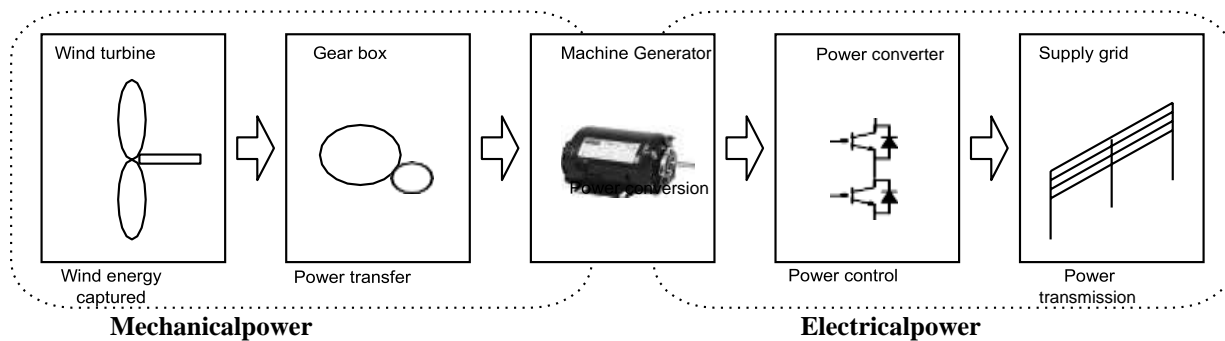 Wind turbine
Gear box
Machine Generator
Power converter
Supply grid
Power conversion
Wind energy
captured
Power transfer
Power control
Power
transmission
Mechanicalpower
Electricalpower